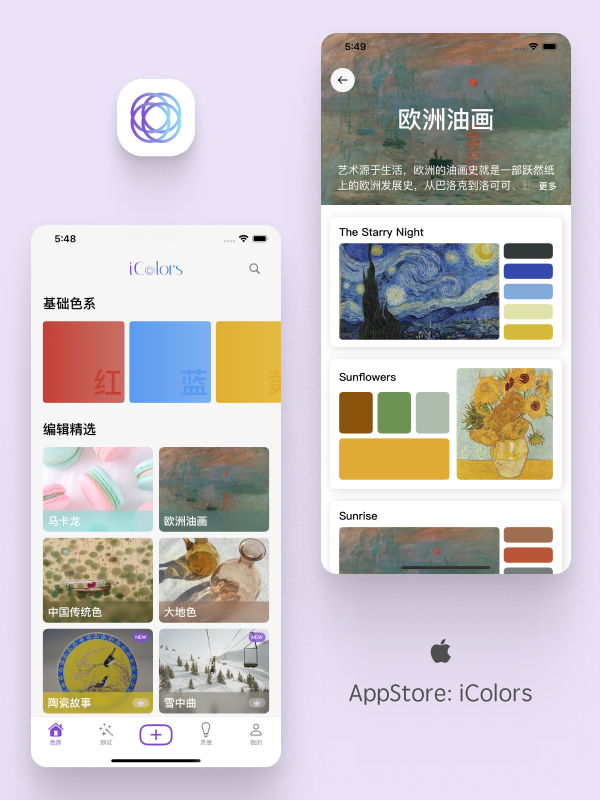 5:48
iColors
基础色系
红
蓝
黄
编辑精选
马卡龙
欧洲油画
中国传统色
大地色
NEW
陶瓷故事
NEW
雪中曲
色库
测试
灵感
我的
5:49
欧洲油画
艺术源于生活，欧洲的油画史就是一部跃然纸
上的欧洲发展史，从巴洛克到洛可可、
更多
The Starry Night
Sunflowers
Sunrise
AppStore: iColors